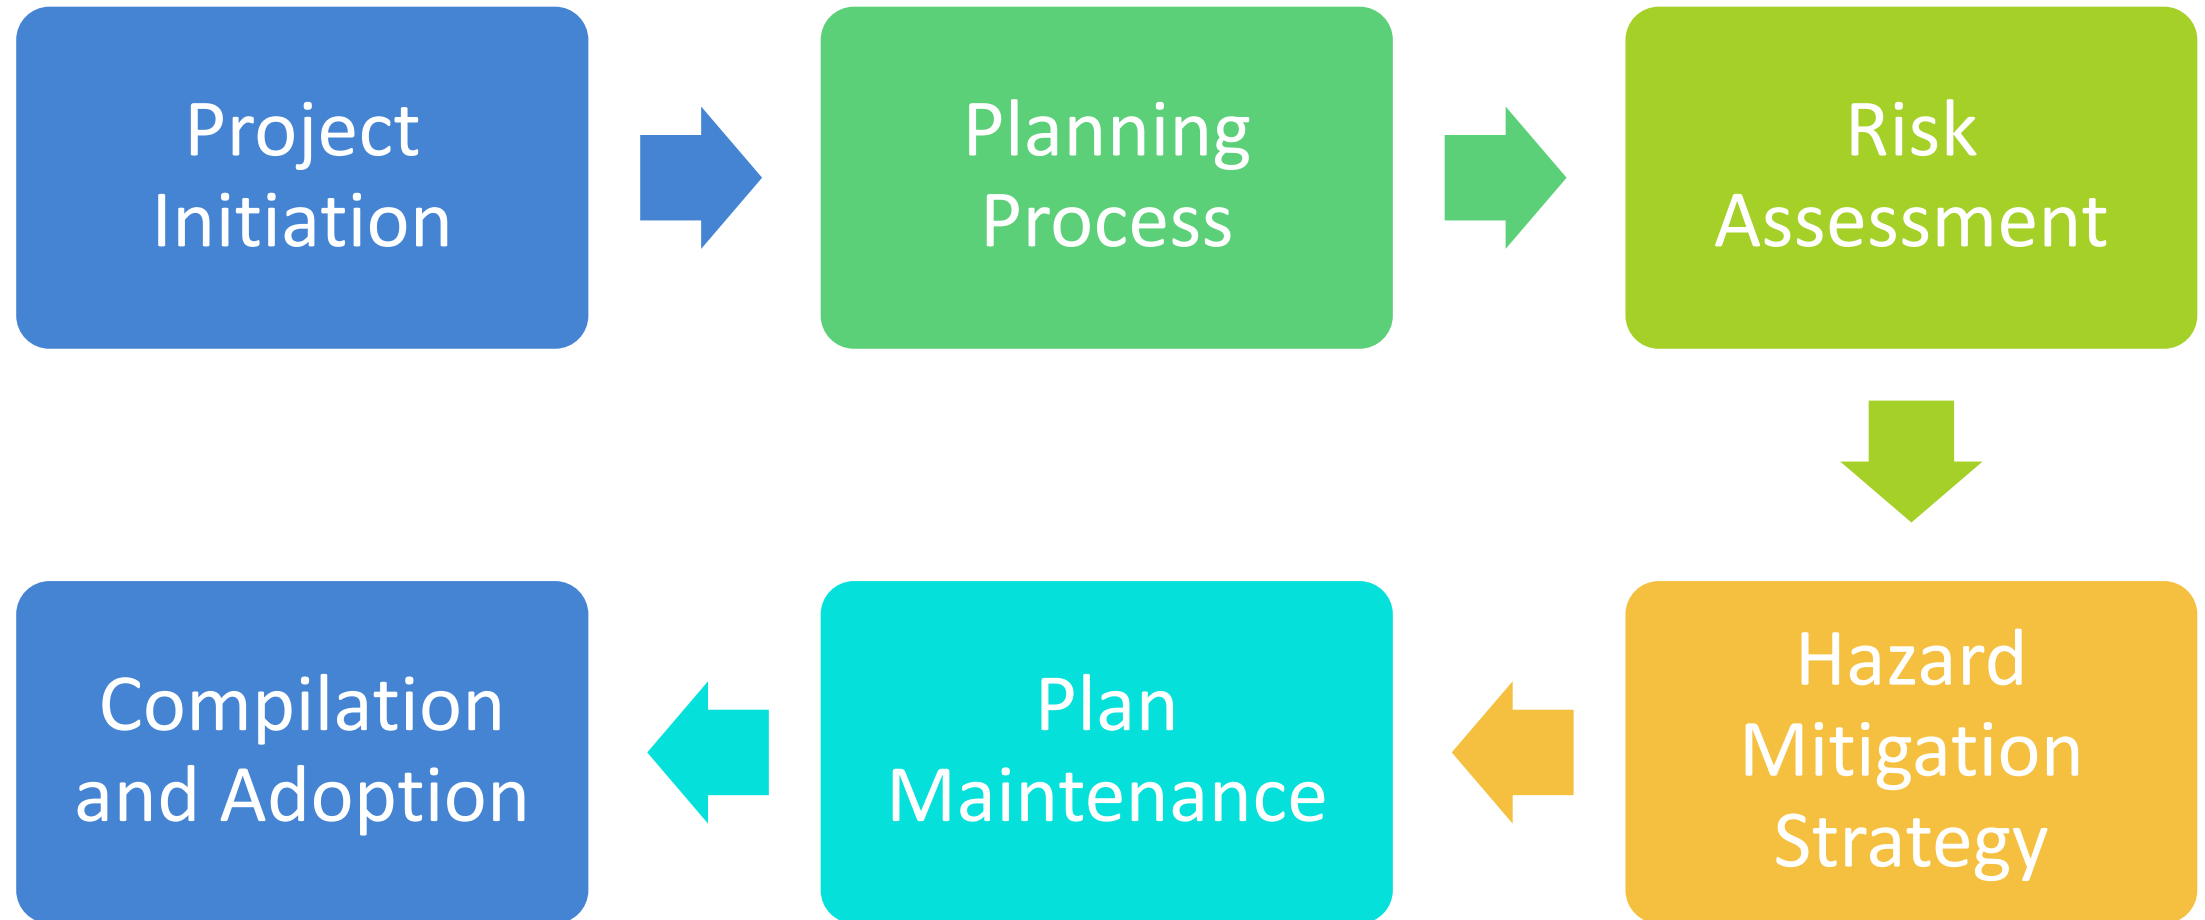 Project
Initiation
Planning
Process
Risk
Assessment
Hazard
Mitigation
Strategy
Plan
Maintenance
Compilation
and Adoption